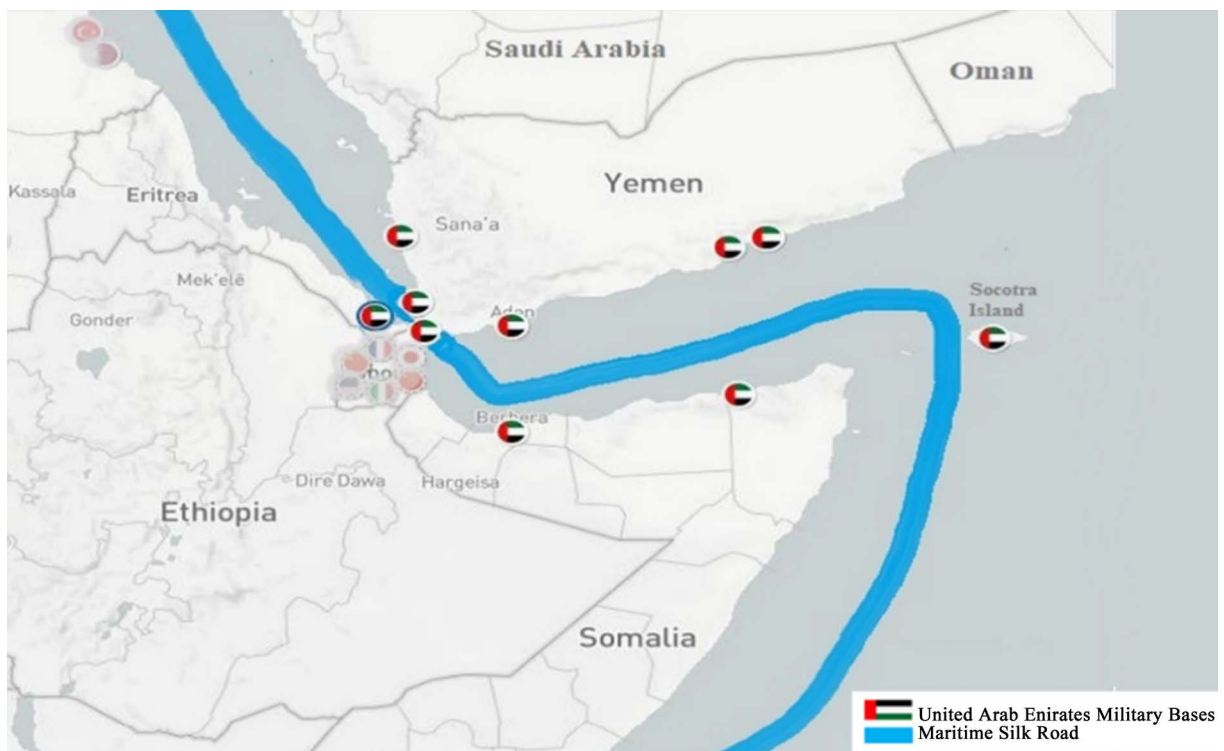 Saudi Arabia
Oman
Yemen
Kassala
Eritrea
Sana'a
Mek'elē
Gonder
Aden
Socotra
Island
bo
Berbera
Dire Dawa
Hargeisa
Ethiopia
Somalia
United Arab Enirates Military Bases
Maritime Silk Road